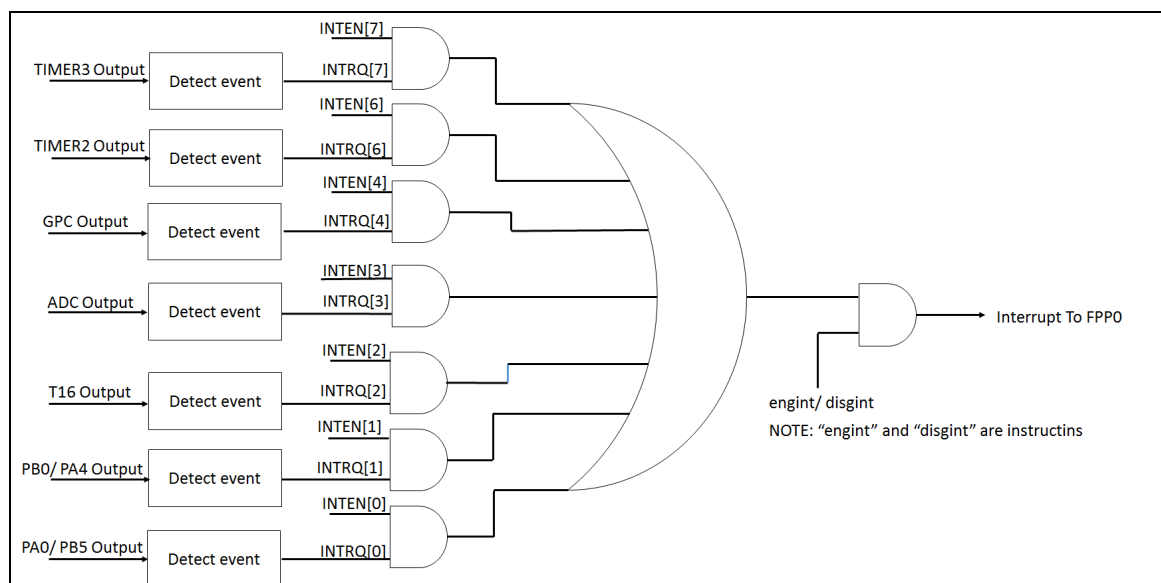 INTEN[7]
TIMER3 Output
Detect event
INTRQ[7]
INTEN[6]
TIMER2 Output
Detect event
INTRQ[6]
INTEN[4]
GPC Output
Detect event
INTRQ[4]
INTEN[3]
ADC Output
Detect event
INTRQ[3]
Interrupt To FPP0
INTEN[2]
T16 Output
Detect event
INTRQ[2]
engint/ disgint
NOTE: “engint” and “disgint” are instructins
INTEN[1]
PB0/ PA4 Output
Detect event
INTRQ[1]
INTEN[0]
PA0/ PB5 Output
Detect event
INTRQ[0]